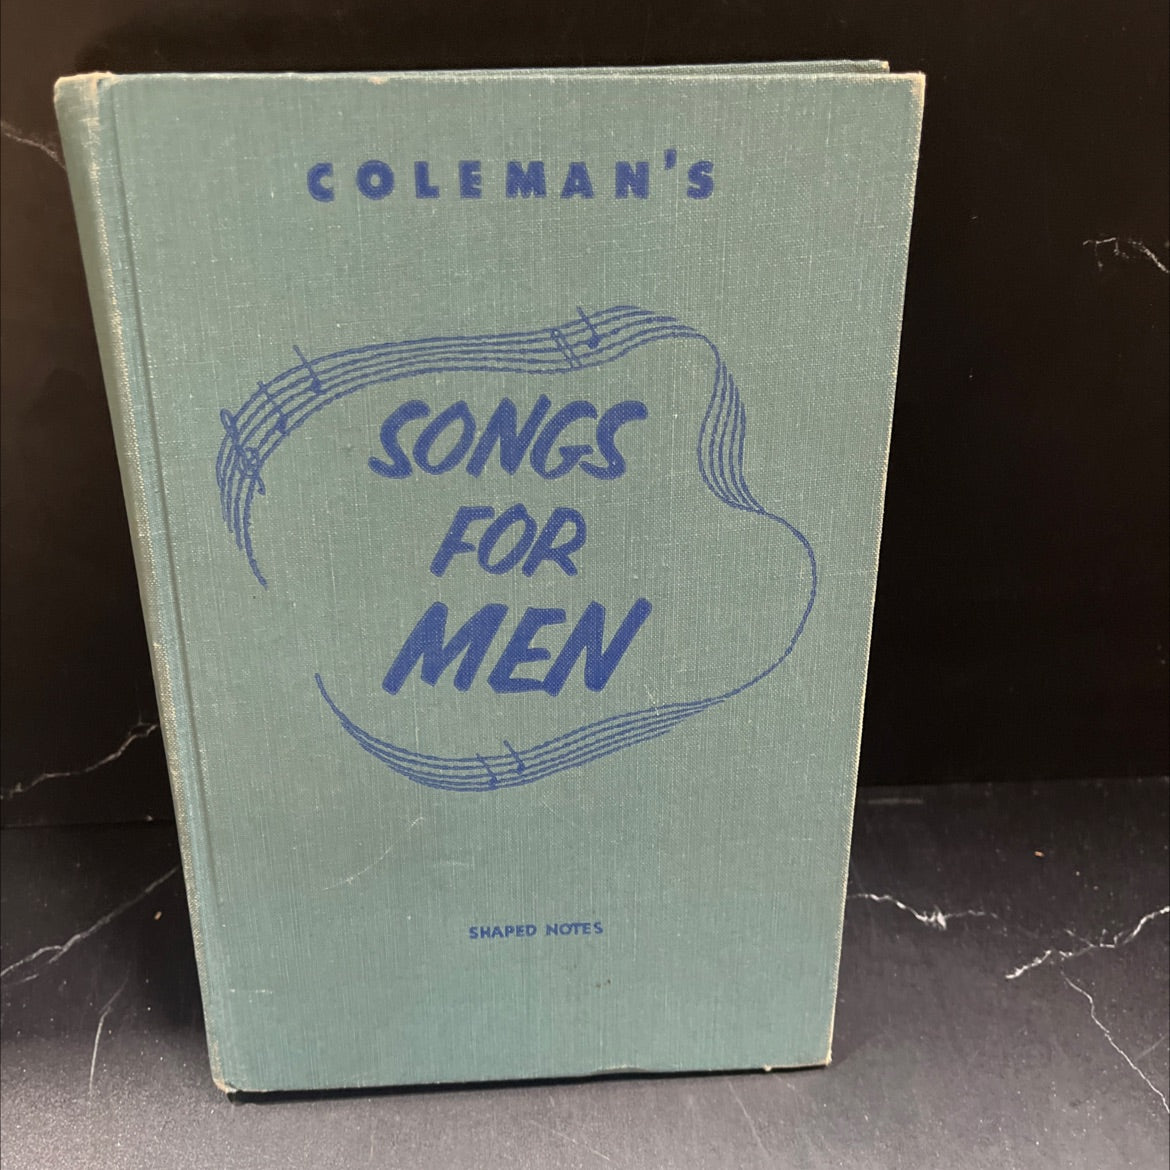 COLEMAN'S
SONGS
FOR
MEN
SHAPED NOTES